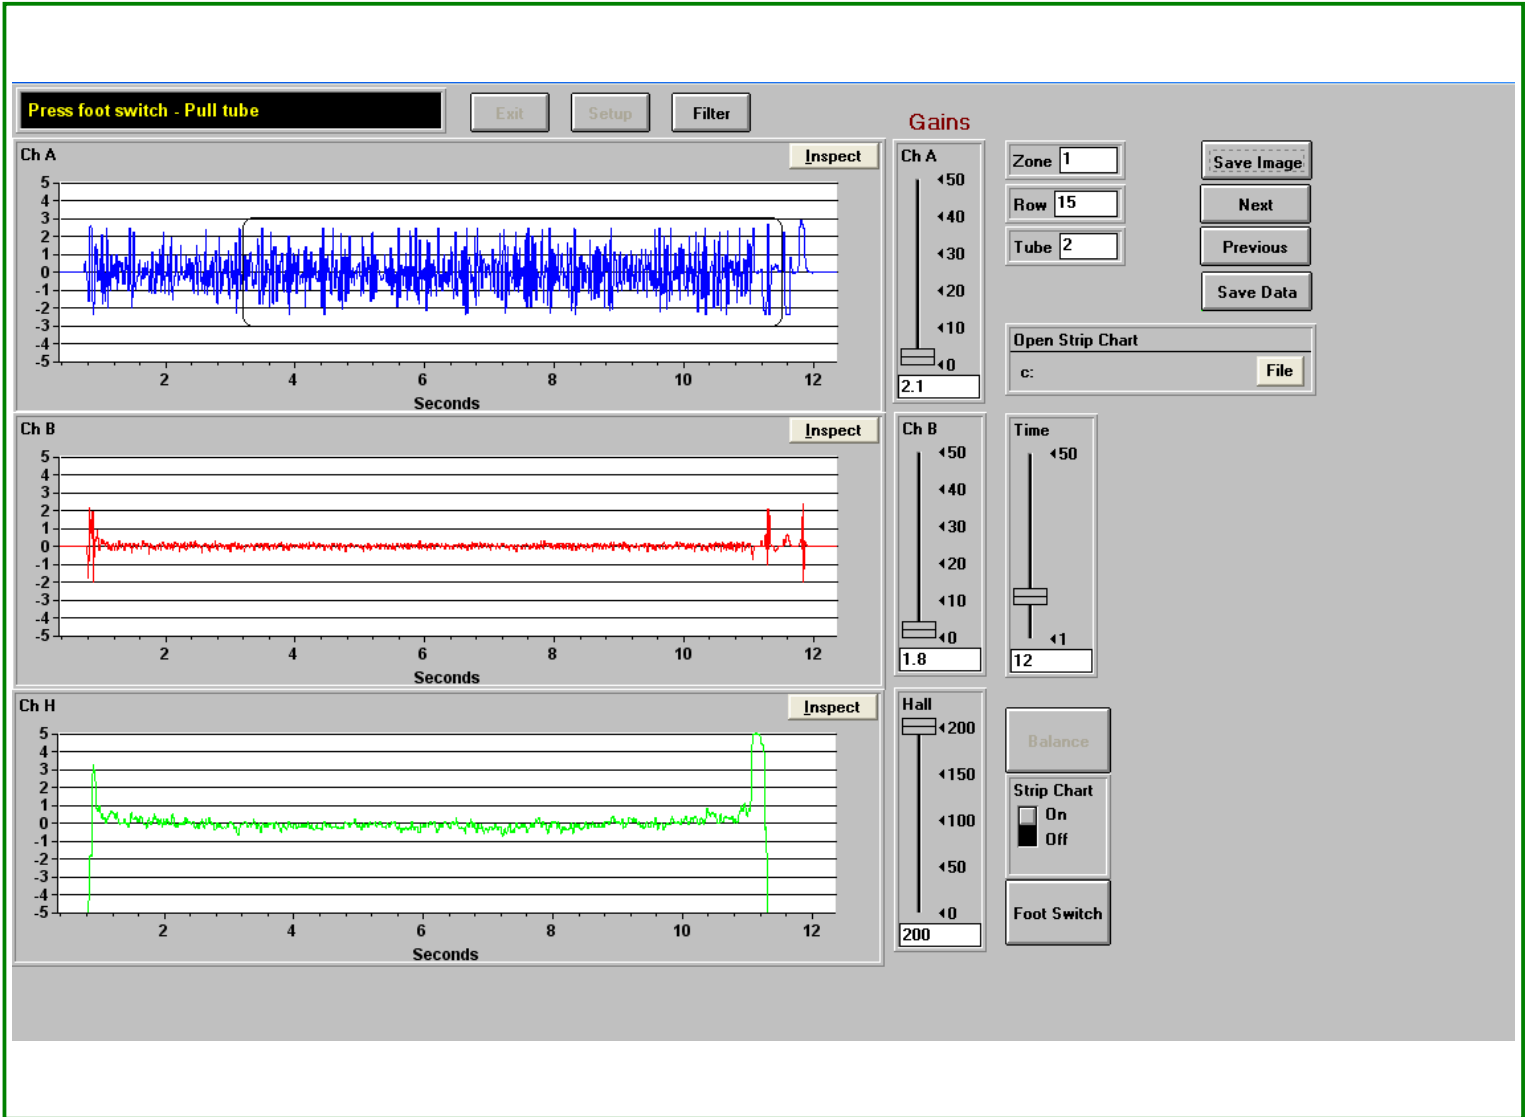 Press foot switch - Pull tube
Exit
Setup
Filter
Gains
Ch A
Inspect
5
4
3
2
1
0
-1
-2
-3
-4
-5
2
4
6
8
10
12
Seconds
Ch A
50
40
30
20
10
0
2.1
Zone 1
Row 15
Tube 2
Save Image
Next
Previous
Save Data
Open Strip Chart
c:
File
Ch B
Inspect
5
4
3
2
1
0
-1
-2
-3
-4
-5
2
4
6
8
10
12
Seconds
Ch B
50
40
30
20
10
0
1.8
Time
50
1
12
Ch H
Inspect
5
4
3
2
1
0
-1
-2
-3
-4
-5
2
4
6
8
10
12
Seconds
Hall
200
150
100
50
0
200
Balance
Strip Chart
On
Off
Foot Switch